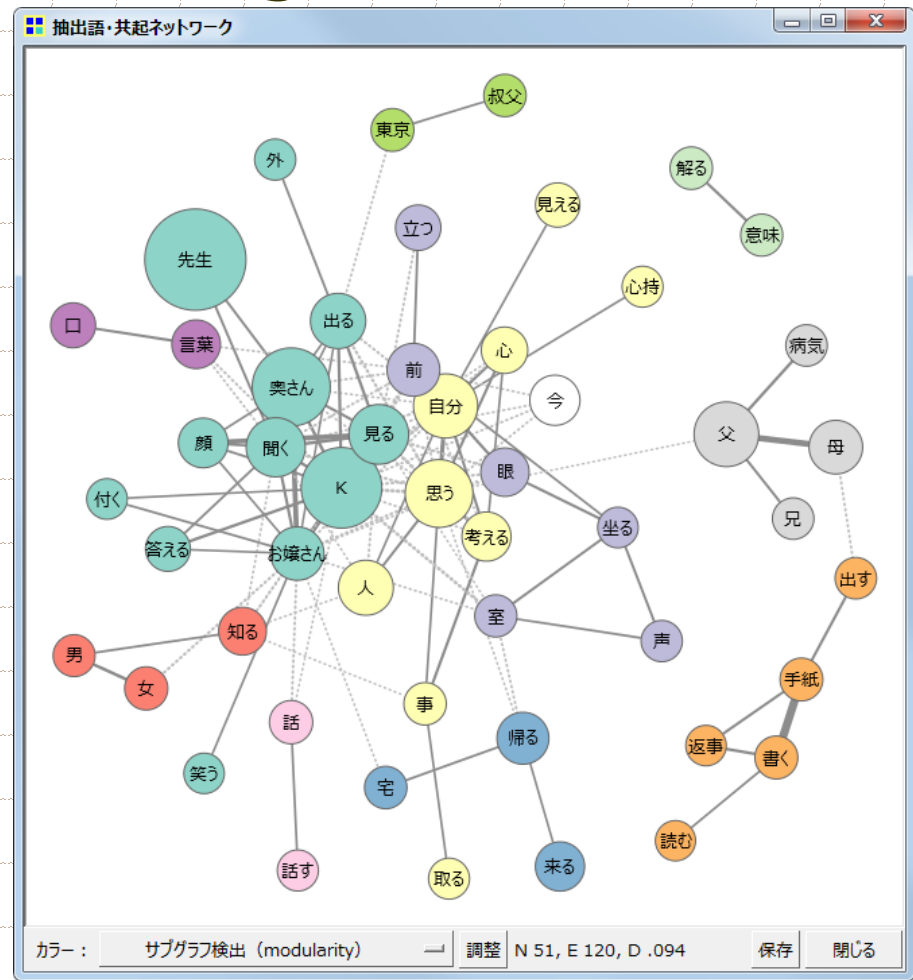 抽出語・共起ネットワーク
叔父
東京
外
解る
見える
立つ
意味
先生
心持
口
出る
言葉
病気
心
前
奥さん
今
自分
父
母
見る
顔
聞く
眼
K
思う
付く
兄
坐る
考える
答える
お嬢さん
出す
人
室
知る
声
男
手紙
女
事
話
帰る
返事
書く
笑う
宅
読む
来る
話す
取る
カラー： サブグラフ検出（modularity） 調整 N 51, E 120, D .094 保存 閉じる